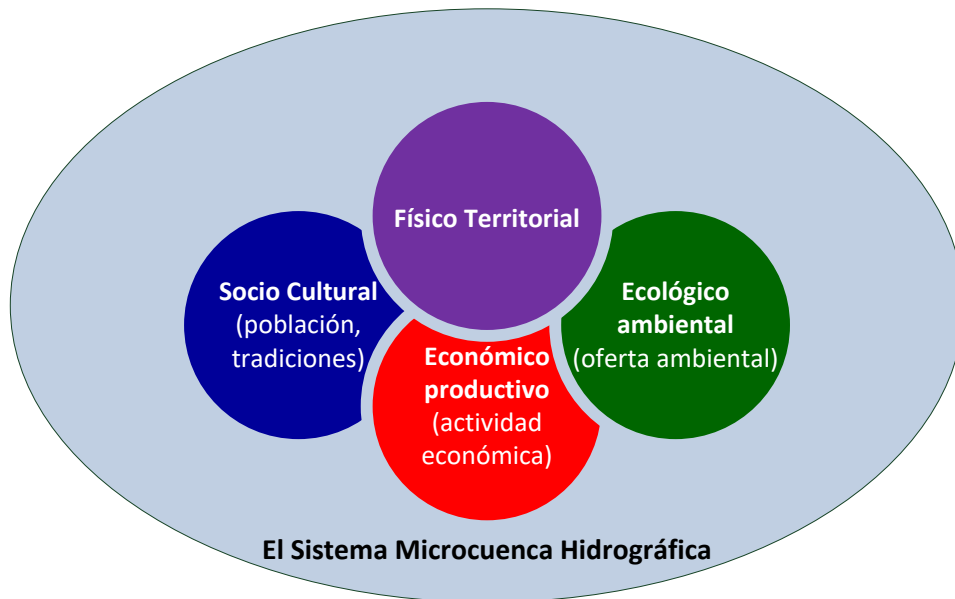 Físico Territorial
Socio Cultural
(población,
tradiciones)
Económico
productivo
(actividad
económica)
Ecológico
ambiental
(oferta ambiental)
El Sistema Microcuenca Hidrográfica